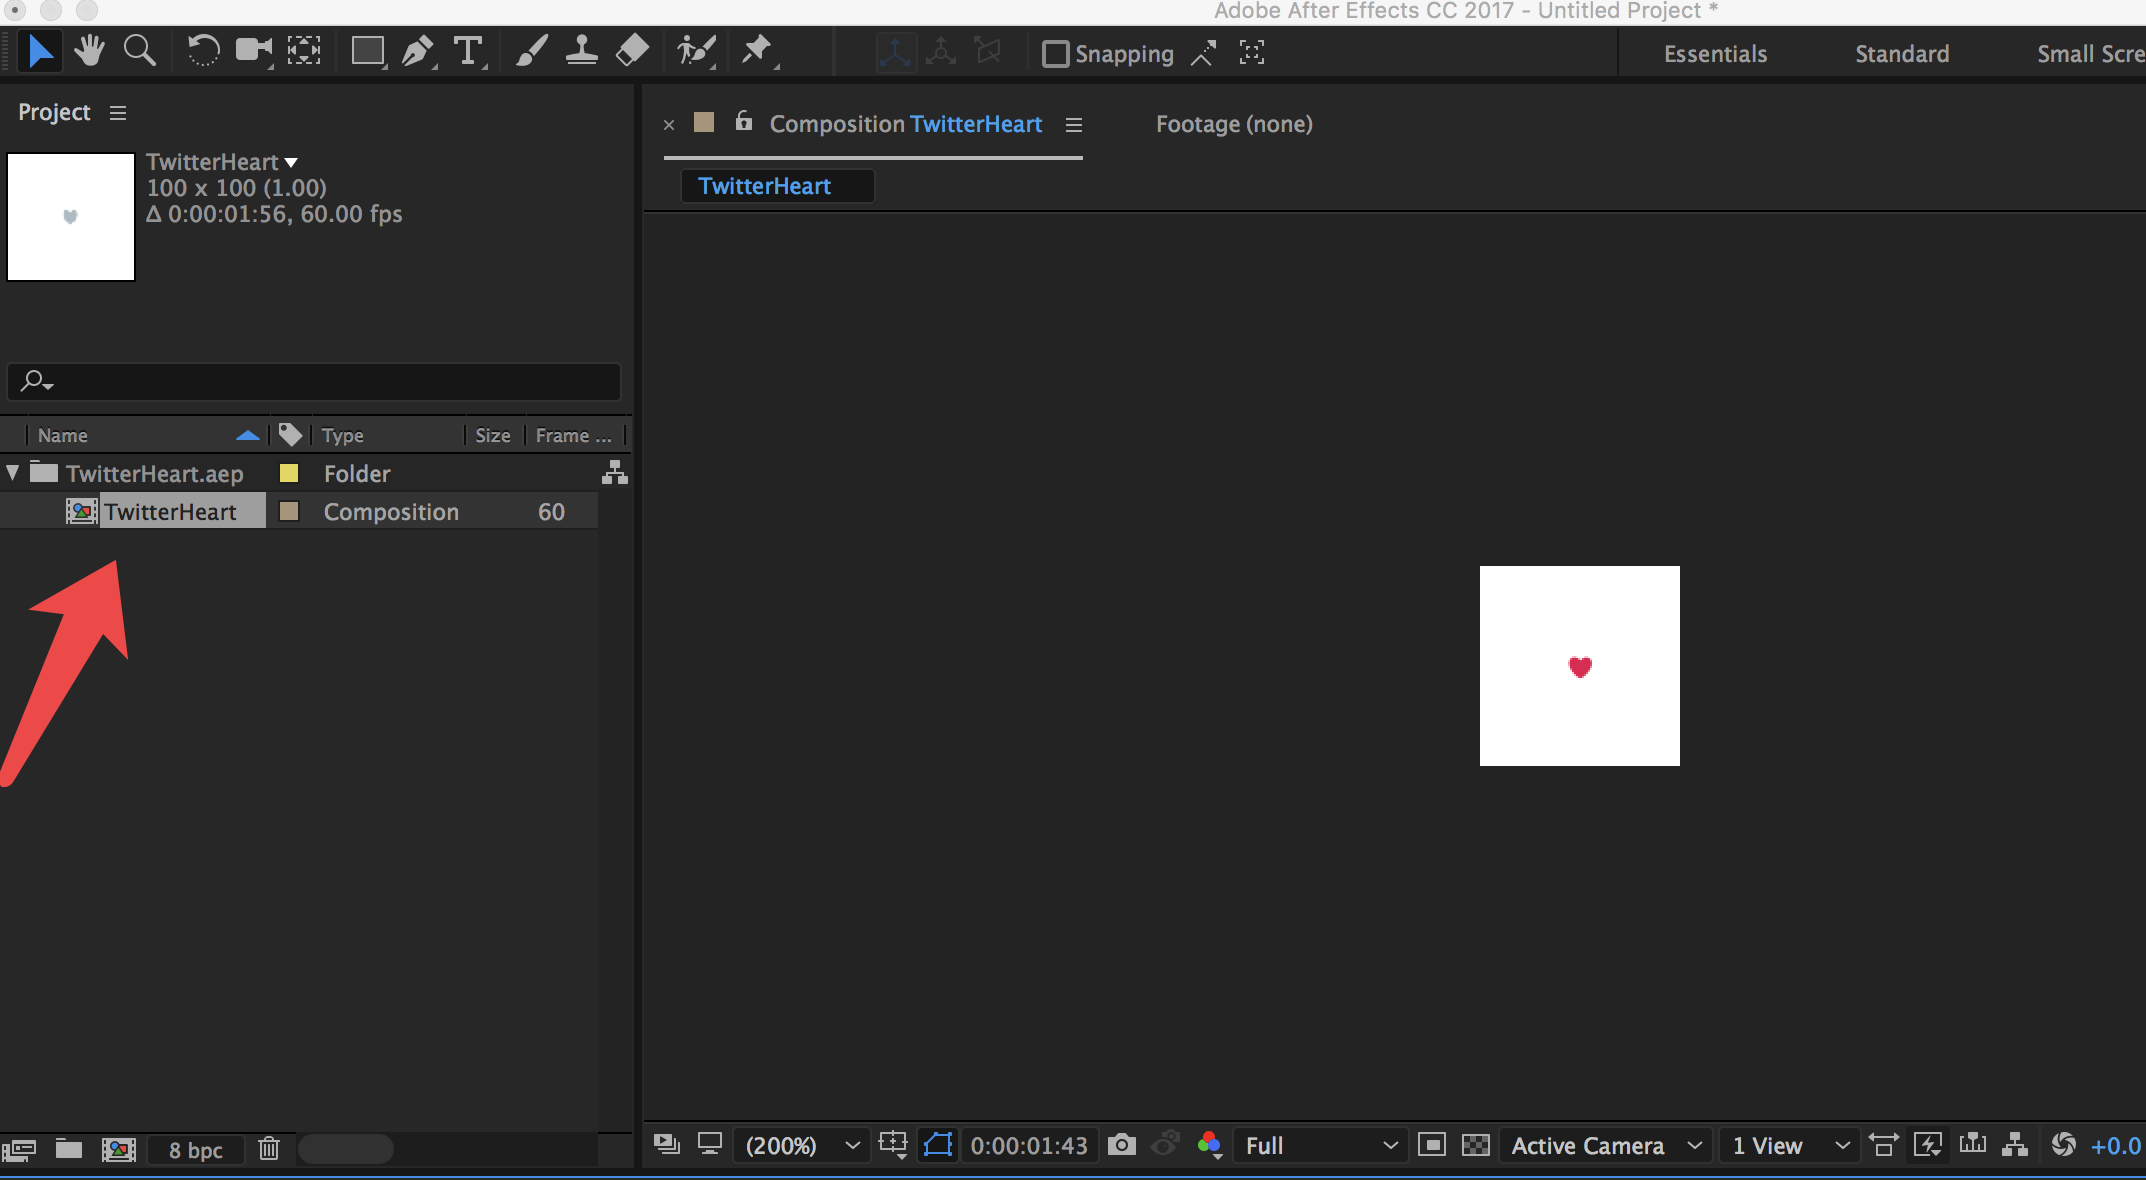 Adobe After Effects CC 2017 - Untitled Project *
Snapping
Essentials
Standard
Small Scre
Project
TwitterHeart
100 x 100 (1.00)
Δ 0:00:01:56, 60.00 fps
Composition TwitterHeart
Footage (none)
TwitterHeart
Name
Type
Size
Frame ...
TwitterHeart.aep
Folder
TwitterHeart
Composition
60
8 bpc
(200%)
0:00:01:43
Full
Active Camera
1 View
+0.0